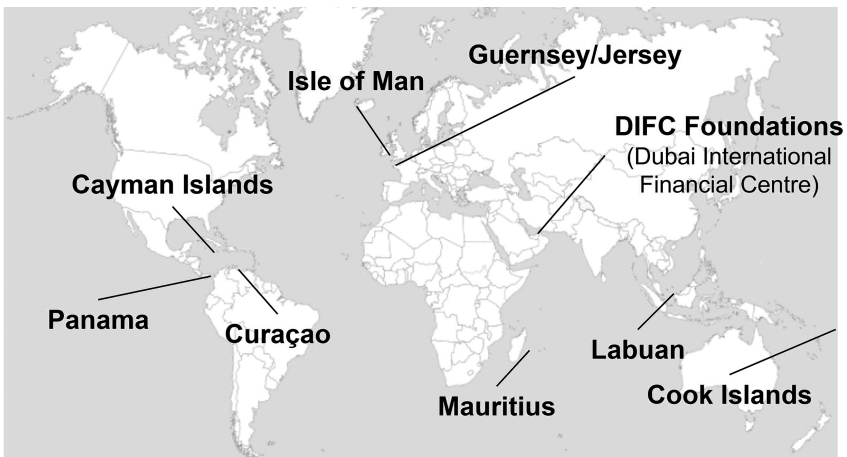 Guernsey/Jersey
Isle of Man
DIFC Foundations
(Dubai International
Financial Centre)
Cayman Islands
Panama
Curaçao
Labuan
Cook Islands
Mauritius